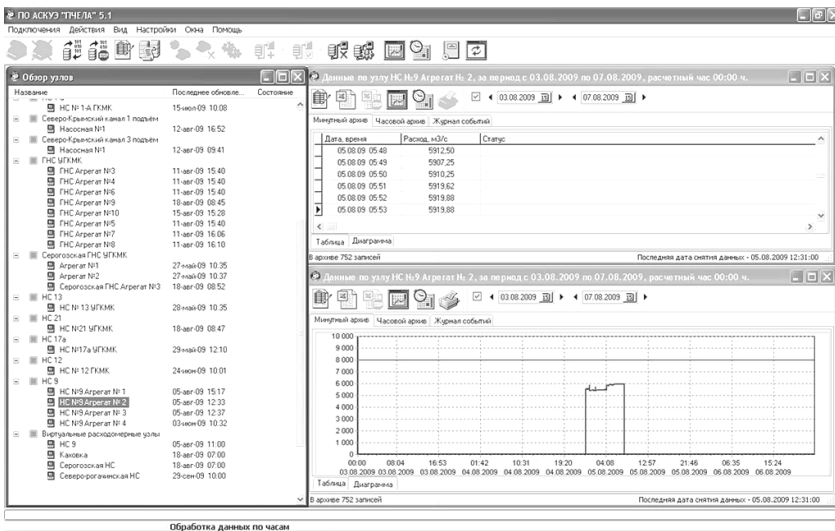 ПО АСКУЭ "ПЧЕЛА" 5.1
Подключения Действия Вид Настройки Окна Помощь
Обзор узлов
Название Последнее обновле... Состояние
НС № 1-А ГКМК 15-июл-09 10:08
Северо-Крымский канал 1 подъем
Насосная №1 12-авг-09 16:52
Северо-Крымский канал 3 подъем
Насосная №1 12-авг-09 09:41
ГНС УГКМК
ГНС Агрегат №3 11-авг-09 15:40
ГНС Агрегат №4 11-авг-09 15:40
ГНС Агрегат №6 11-авг-09 15:40
ГНС Агрегат №9 18-авг-09 08:45
ГНС Агрегат №10 15-авг-09 15:28
ГНС Агрегат №5 11-авг-09 15:40
ГНС Агрегат №7 11-авг-09 16:06
ГНС Агрегат №8 11-авг-09 16:10
Серогозская ГНС УГКМК
Агрегат №1 27-май-09 10:35
Агрегат №2 27-май-09 10:37
Серогозская ГНС Агрегат №3 18-авг-09 08:52
НС 13
НС № 13 УГКМК 28-май-09 10:35
НС 21
НС №21 УГКМК 18-авг-09 08:47
НС 17а
НС №17а УГКМК 29-май-09 12:10
НС 12
НС № 12 ГКМК 24-июн-09 10:01
НС 9
НС №9 Агрегат № 1 05-авг-09 15:17
НС №9 Агрегат № 2 05-авг-09 12:33
НС №9 Агрегат № 3 05-авг-09 12:37
НС №9 Агрегат № 4 03-июн-09 10:32
Виртуальные расходомерные узлы
НС 9 05-авг-09 11:00
Каховка 18-авг-09 07:00
Серогозская НС 18-авг-09 07:00
Северо-рогачинская НС 29-сен-09 10:00
Данные по узлу НС №9 Агрегат № 2, за период с 03.08.2009 по 07.08.2009, расчетный час 00:00 ч.
03.08.2009 07.08.2009
Минутный архив Часовой архив Журнал событий
Дата, время Расход, м3/с Статус
05.08.09 05:48 5912,50
05.08.09 05:49 5907,25
05.08.09 05:50 5910,25
05.08.09 05:51 5919,62
05.08.09 05:52 5919,88
05.08.09 05:53 5919,88
Таблица Диаграмма
В архиве 752 записей Последняя дата снятия данных - 05.08.2009 12:31:00
Данные по узлу НС №9 Агрегат № 2, за период с 03.08.2009 по 07.08.2009, расчетный час 00:00 ч.
03.08.2009 07.08.2009
Минутный архив Часовой архив Журнал событий
10 000
9 000
8 000
7 000
6 000
5 000
4 000
3 000
2 000
1 000
0
00:00 08:04 16:53 01:42 10:31 19:20 04:08 12:57 21:46 06:35 15:24
03.08.2009 03.08.2009 03.08.2009 04.08.2009 04.08.2009 04.08.2009 05.08.2009 05.08.2009 05.08.2009 06.08.2009 06.08.2009
Таблица Диаграмма
В архиве 752 записей Последняя дата снятия данных - 05.08.2009 12:31:00
Обработка данных по часам